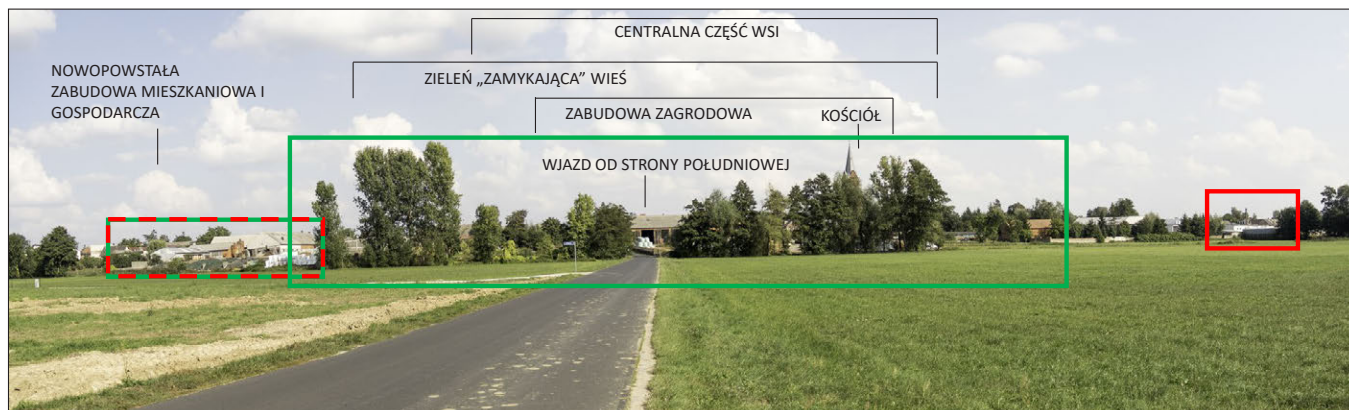 CENTRALNA CZĘŚĆ WSI
NOWOPOWSTAŁA
ZABUDOWA MIESZKANIOWA I
GOSPODARCZA
ZIELEŃ „ZAMYKAJĄCA” WIEŚ
ZABUDOWA ZAGRODOWA
KOŚCIÓŁ
WJAZD OD STRONY POŁUDNIOWEJ